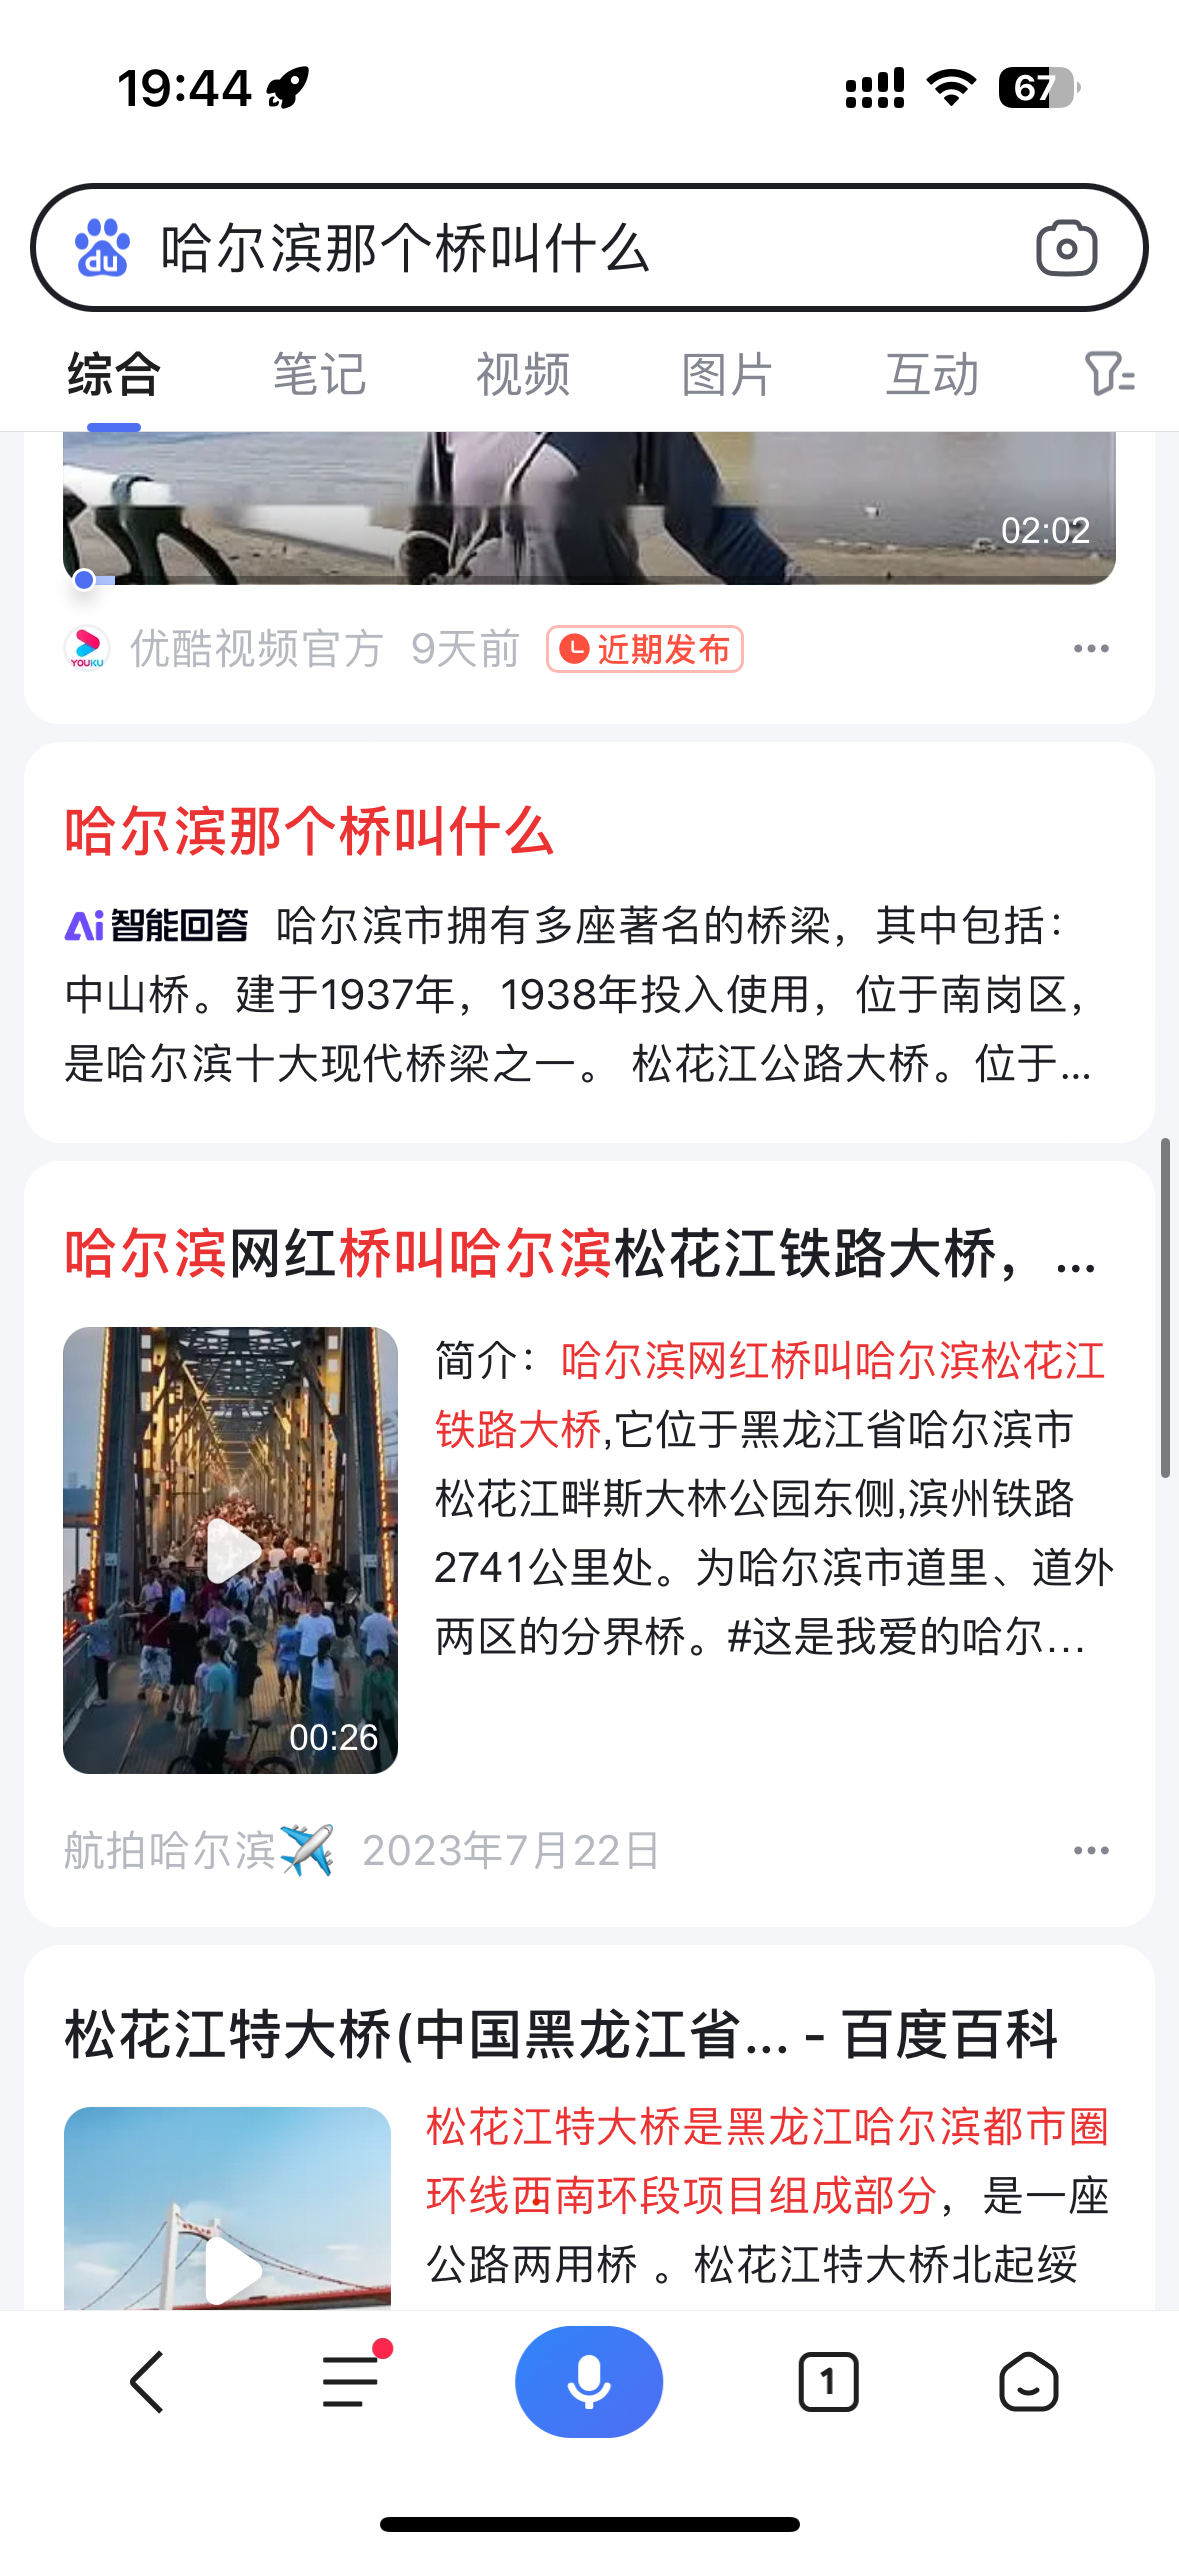 19:44
67
du 哈尔滨那个桥叫什么
综合 笔记 视频 图片 互动
02:02
YOUKU 优酷视频官方 9天前 近期发布
哈尔滨那个桥叫什么
Ai智能回答 哈尔滨市拥有多座著名的桥梁，其中包括：
中山桥。建于1937年，1938年投入使用，位于南岗区，
是哈尔滨十大现代桥梁之一。 松花江公路大桥。位于...
哈尔滨网红桥叫哈尔滨松花江铁路大桥，...
简介：哈尔滨网红桥叫哈尔滨松花江
铁路大桥,它位于黑龙江省哈尔滨市
松花江畔斯大林公园东侧,滨州铁路
2741公里处。为哈尔滨市道里、道外
两区的分界桥。#这是我爱的哈尔...
00:26
航拍哈尔滨✈️ 2023年7月22日
松花江特大桥(中国黑龙江省... - 百度百科
松花江特大桥是黑龙江哈尔滨都市圈
环线西南环段项目组成部分，是一座
公路两用桥 。松花江特大桥北起绥
1